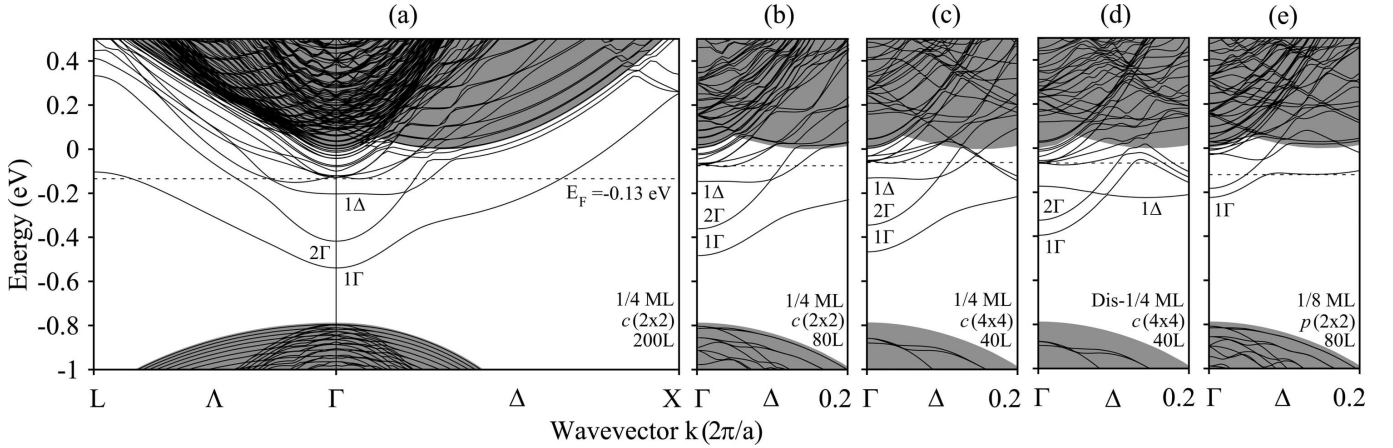 (a) (b) (c) (d) (e)
Energy (eV)
0.4
0.2
0
-0.2
-0.4
-0.6
-0.8
-1
E_F =-0.13 eV
1Δ
2Γ
1Γ
1/4 ML
c(2x2)
200L
1Δ
2Γ
1Γ
1/4 ML
c(2x2)
80L
1Δ
2Γ
1Γ
1/4 ML
c(4x4)
40L
2Γ
1Δ
1Γ
Dis-1/4 ML
c(4x4)
40L
1Γ
1/8 ML
p(2x2)
80L
L Λ Γ Δ X Γ Δ 0.2 Γ Δ 0.2 Γ Δ 0.2 Γ Δ 0.2
Wavevector k(2π/a)